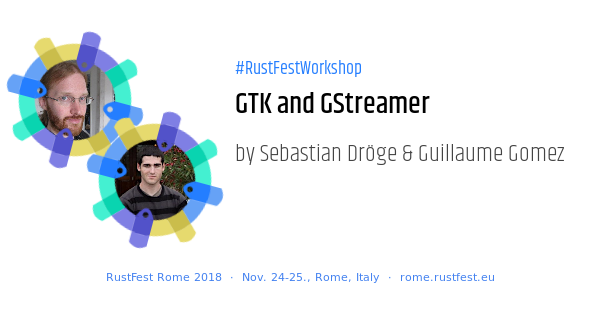 #RustFestWorkshop
GTK and GStreamer
by Sebastian Dröge & Guillaume Gomez
RustFest Rome 2018 · Nov. 24-25., Rome, Italy · rome.rustfest.eu